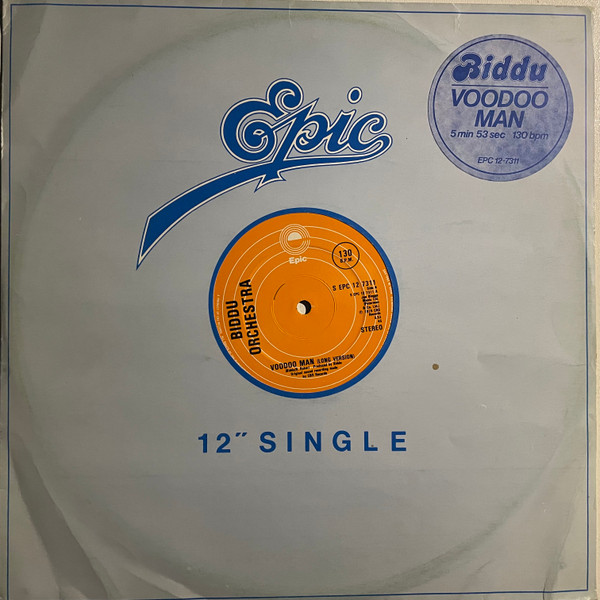 Epic
Biddu
VOODOO
MAN
5 min 53 sec 130 bpm
EPC 12-7311
Epic
130
B.P.M.
S EPC 12-7311
STEREO
BIDDU
ORCHESTRA
VOODOO MAN (LONG VERSION)
12" SINGLE